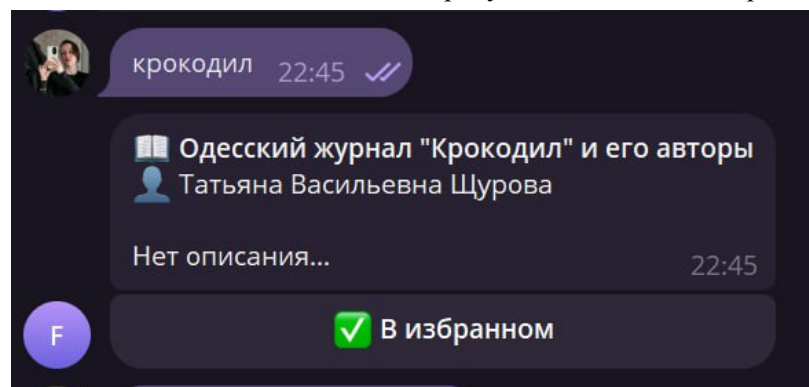 крокодил 22:45
Одесский журнал "Крокодил" и его авторы
Татьяна Васильевна Щурова
Нет описания...
22:45
F
В избранном